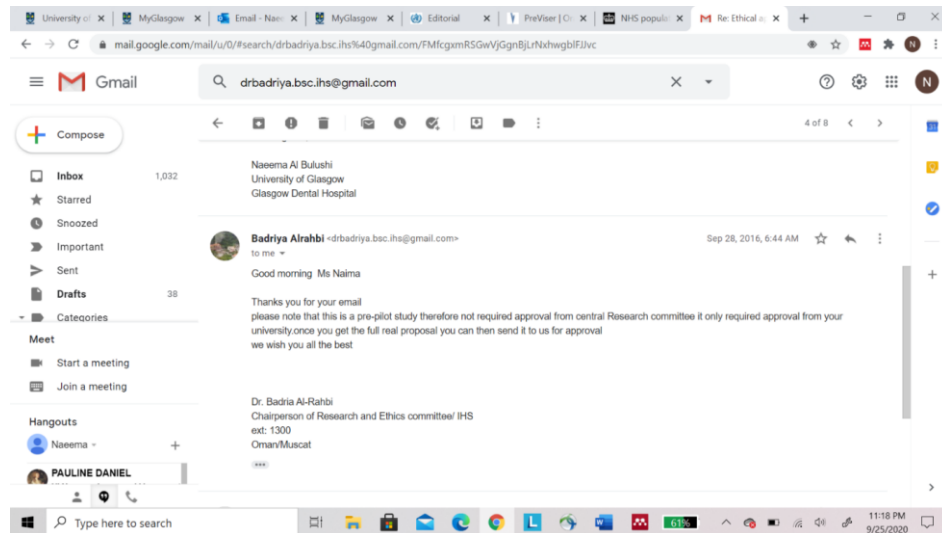 University of
MyGlasgow
Email - Naee
MyGlasgow
Editorial
PreViser | O
NHS popula
Re: Ethical a
mail.google.com/mail/u/0/#search/drbadriya.bsc.ihs%40gmail.com/FMfcgxmRSGwVjGgnBjLrNxhwgblFJJvc
N
Gmail
drbadriya.bsc.ihs@gmail.com
N
Compose
4 of 8
Inbox 1,032
Starred
Snoozed
Important
Sent
Drafts 38
Categories
Meet
Start a meeting
Join a meeting
Hangouts
Naeema
PAULINE DANIEL
Naeema Al Bulushi
University of Glasgow
Glasgow Dental Hospital
Badriya Alrahbi <drbadriya.bsc.ihs@gmail.com> Sep 28, 2016, 6:44 AM
to me
Good morning Ms Naima
Thanks you for your email
please note that this is a pre-pilot study therefore not required approval from central Research committee it only required approval from your
university.once you get the full real proposal you can then send it to us for approval
we wish you all the best
Dr. Badria Al-Rahbi
Chairperson of Research and Ethics committee/ IHS
ext: 1300
Oman/Muscat
Type here to search
61%
11:18 PM
9/25/2020